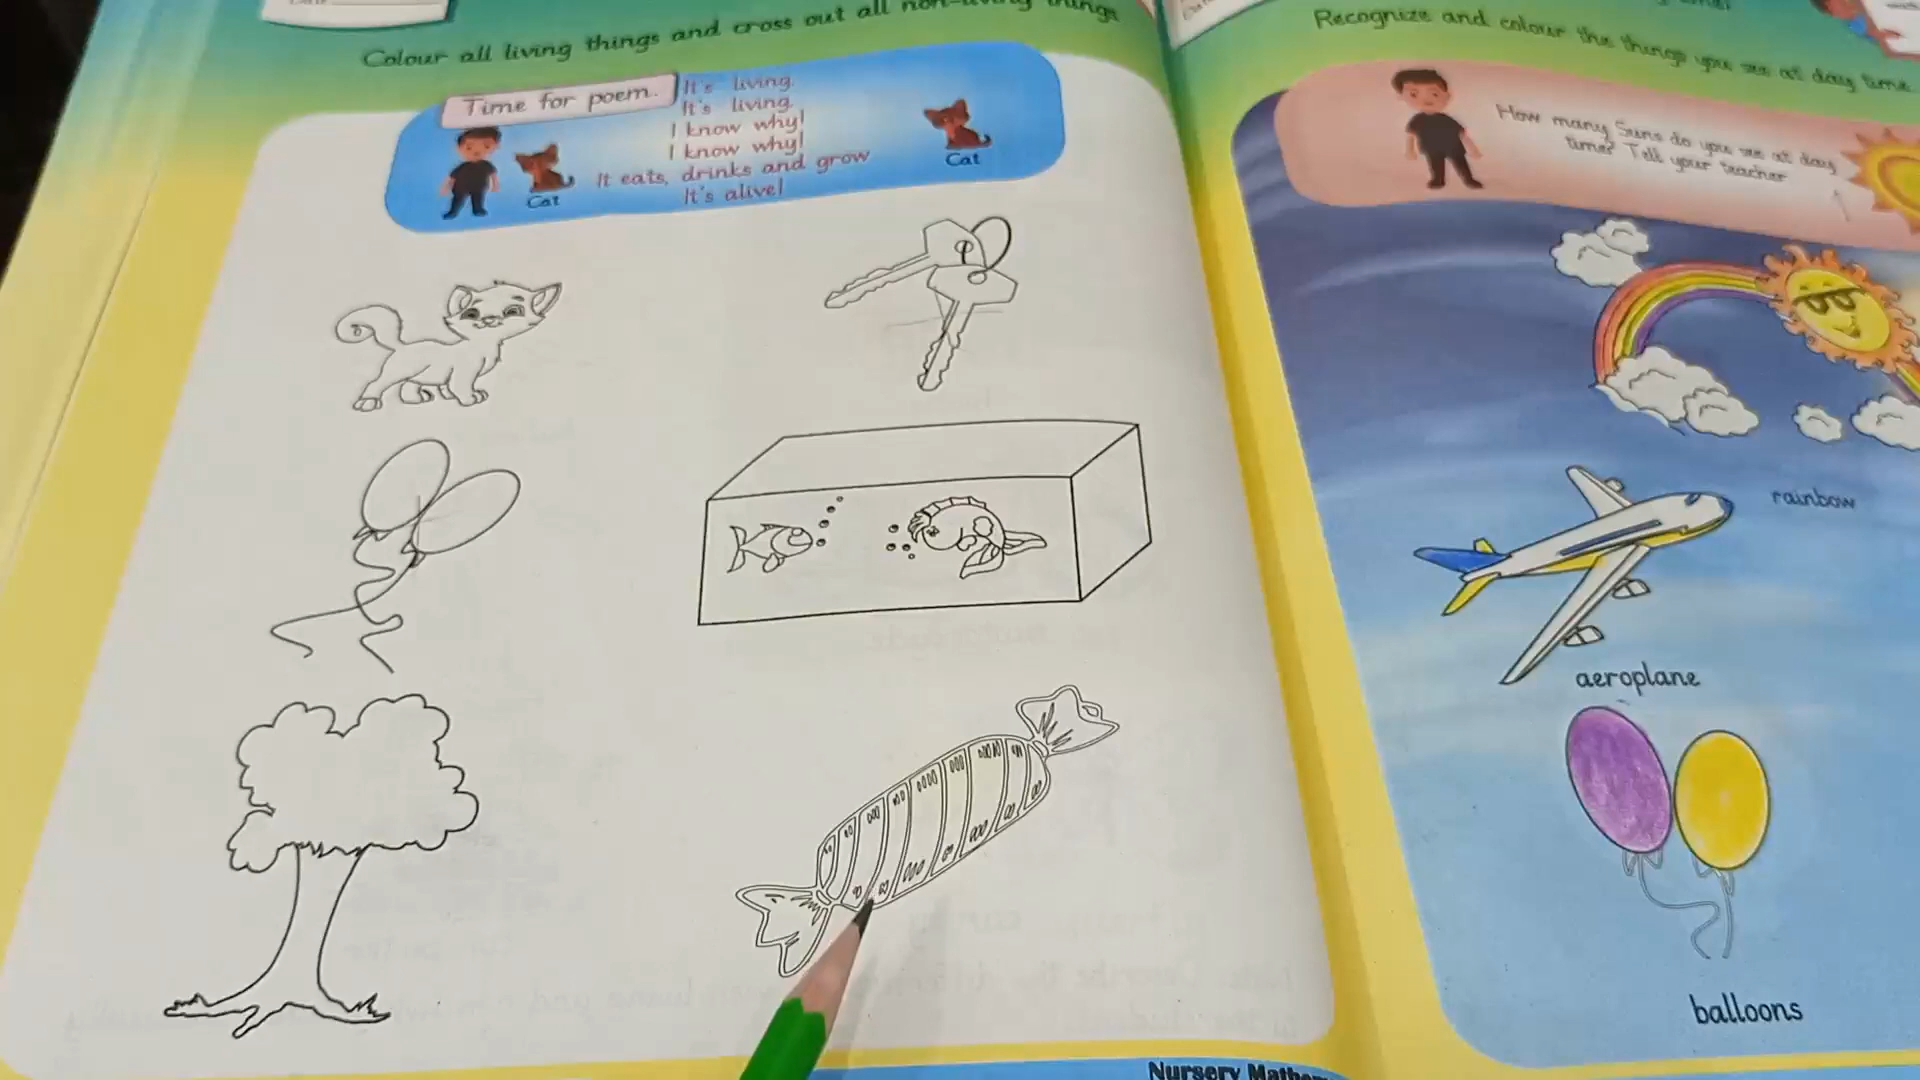 Colour all living things and cross out all non-living things
Time for poem.
It's living.
It's living.
I know why!
I know why!
It eats, drinks and grow
It's alive!
Cat
Cat
Recognize and colour the things you see at day time.
How many Suns do you see at day
time? Tell your teacher
rainbow
aeroplane
balloons
Nursery